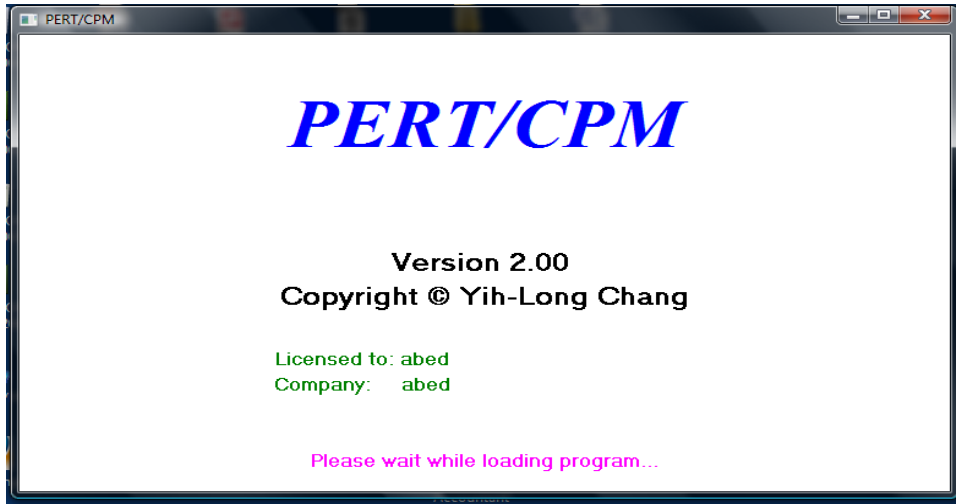 PERT/CPM
PERT/CPM
Version 2.00
Copyright © Yih-Long Chang
Licensed to: abed
Company: abed
Please wait while loading program...
Accountant